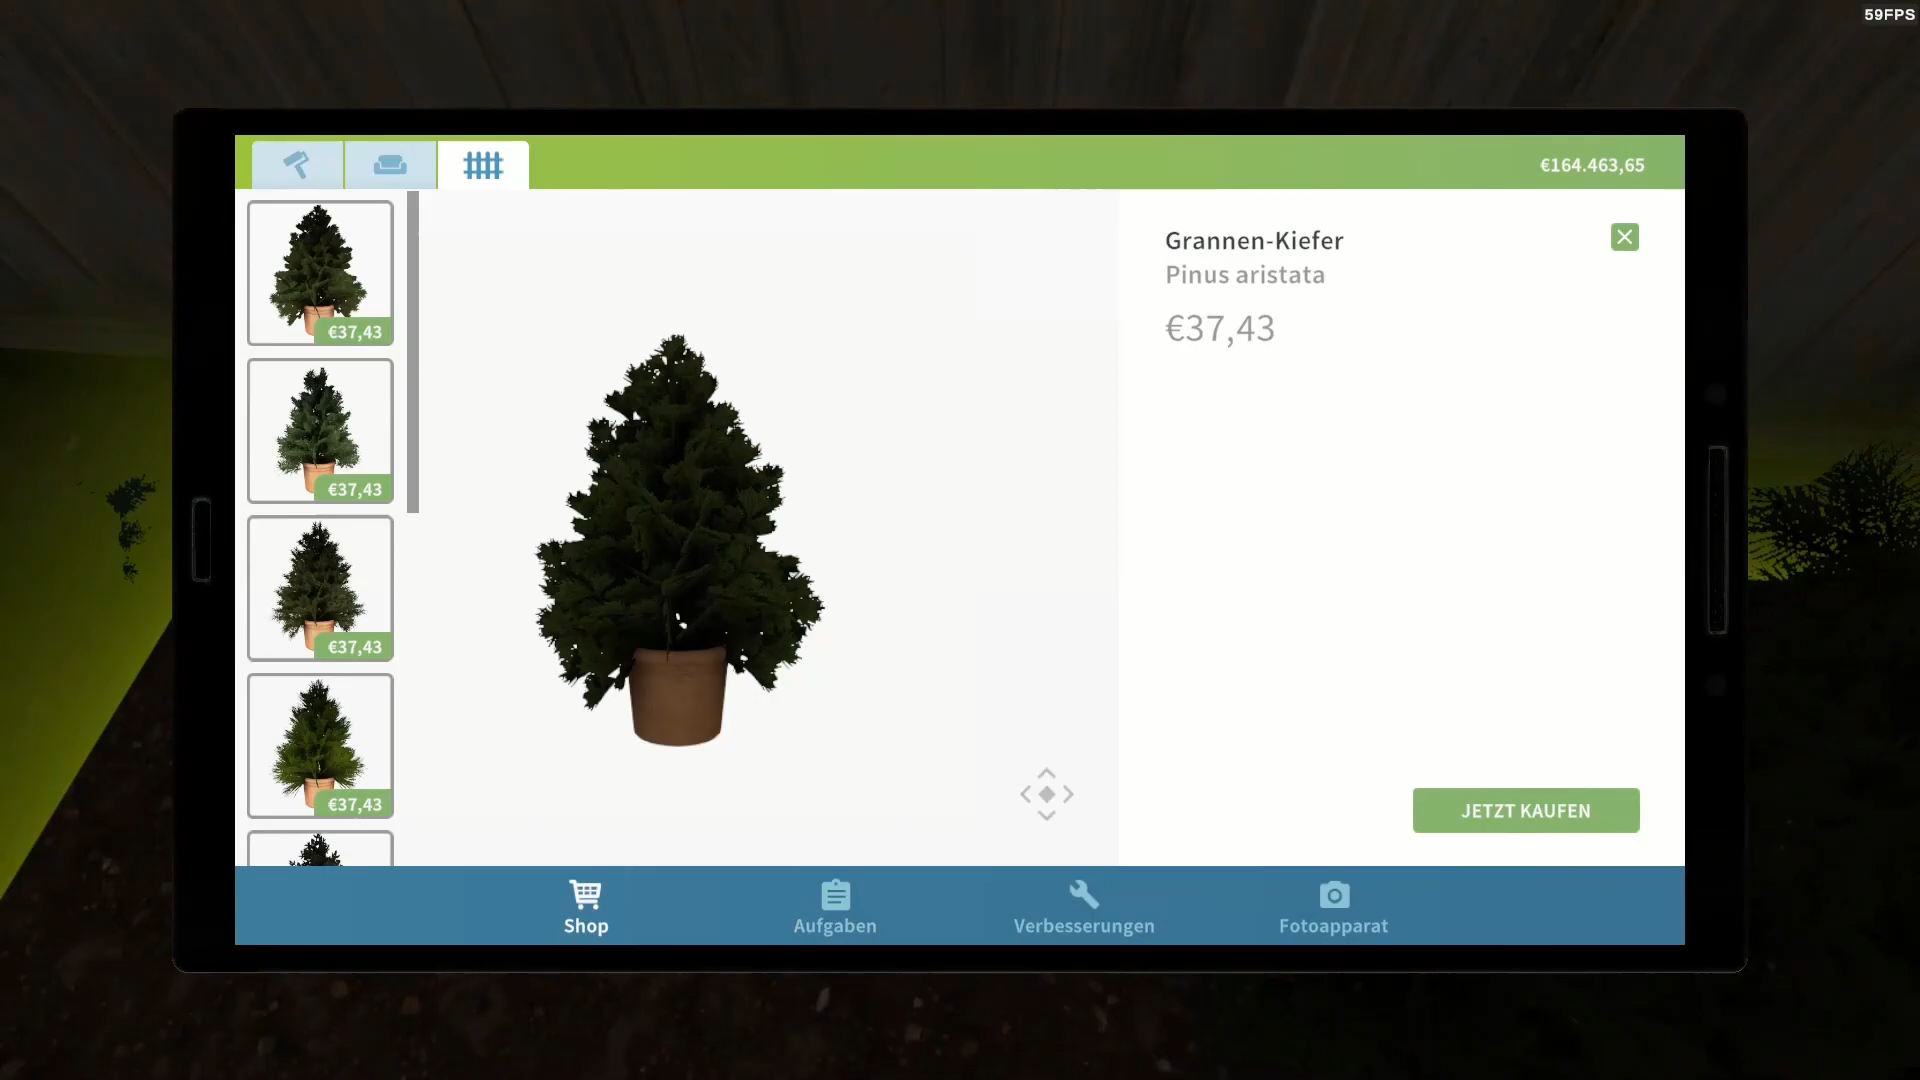 59FPS
€164.463,65
€37,43
€37,43
€37,43
€37,43
Grannen-Kiefer
Pinus aristata
€37,43
JETZT KAUFEN
Shop
Aufgaben
Verbesserungen
Fotoapparat